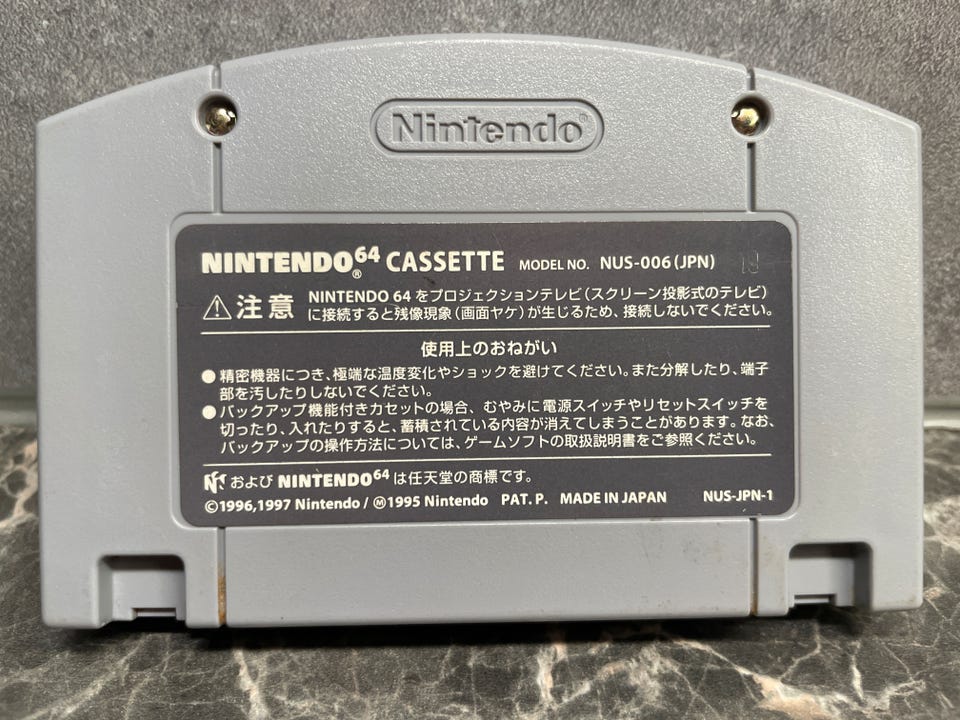 Nintendo®
NINTENDO64® CASSETTE MODEL NO. NUS-006(JPN)
⚠注意 NINTENDO 64をプロジェクションテレビ(スクリーン投影式のテレビ)
に接続すると残像現象(画面ヤケ)が生じるため、接続しないでください。
使用上のおねがい
●精密機器につき、極端な温度変化やショックを避けてください。また分解したり、端子
部を汚したりしないでください。
●バックアップ機能付きカセットの場合、むやみに電源スイッチやリセットスイッチを
切ったり、入れたりすると、蓄積されている内容が消えてしまうことがあります。なお、
バックアップの操作方法については、ゲームソフトの取扱説明書をご参照ください。
およびNINTENDO64は任天堂の商標です。
©1996,1997 Nintendo/Ⓜ1995 Nintendo PAT. P. MADE IN JAPAN NUS-JPN-1